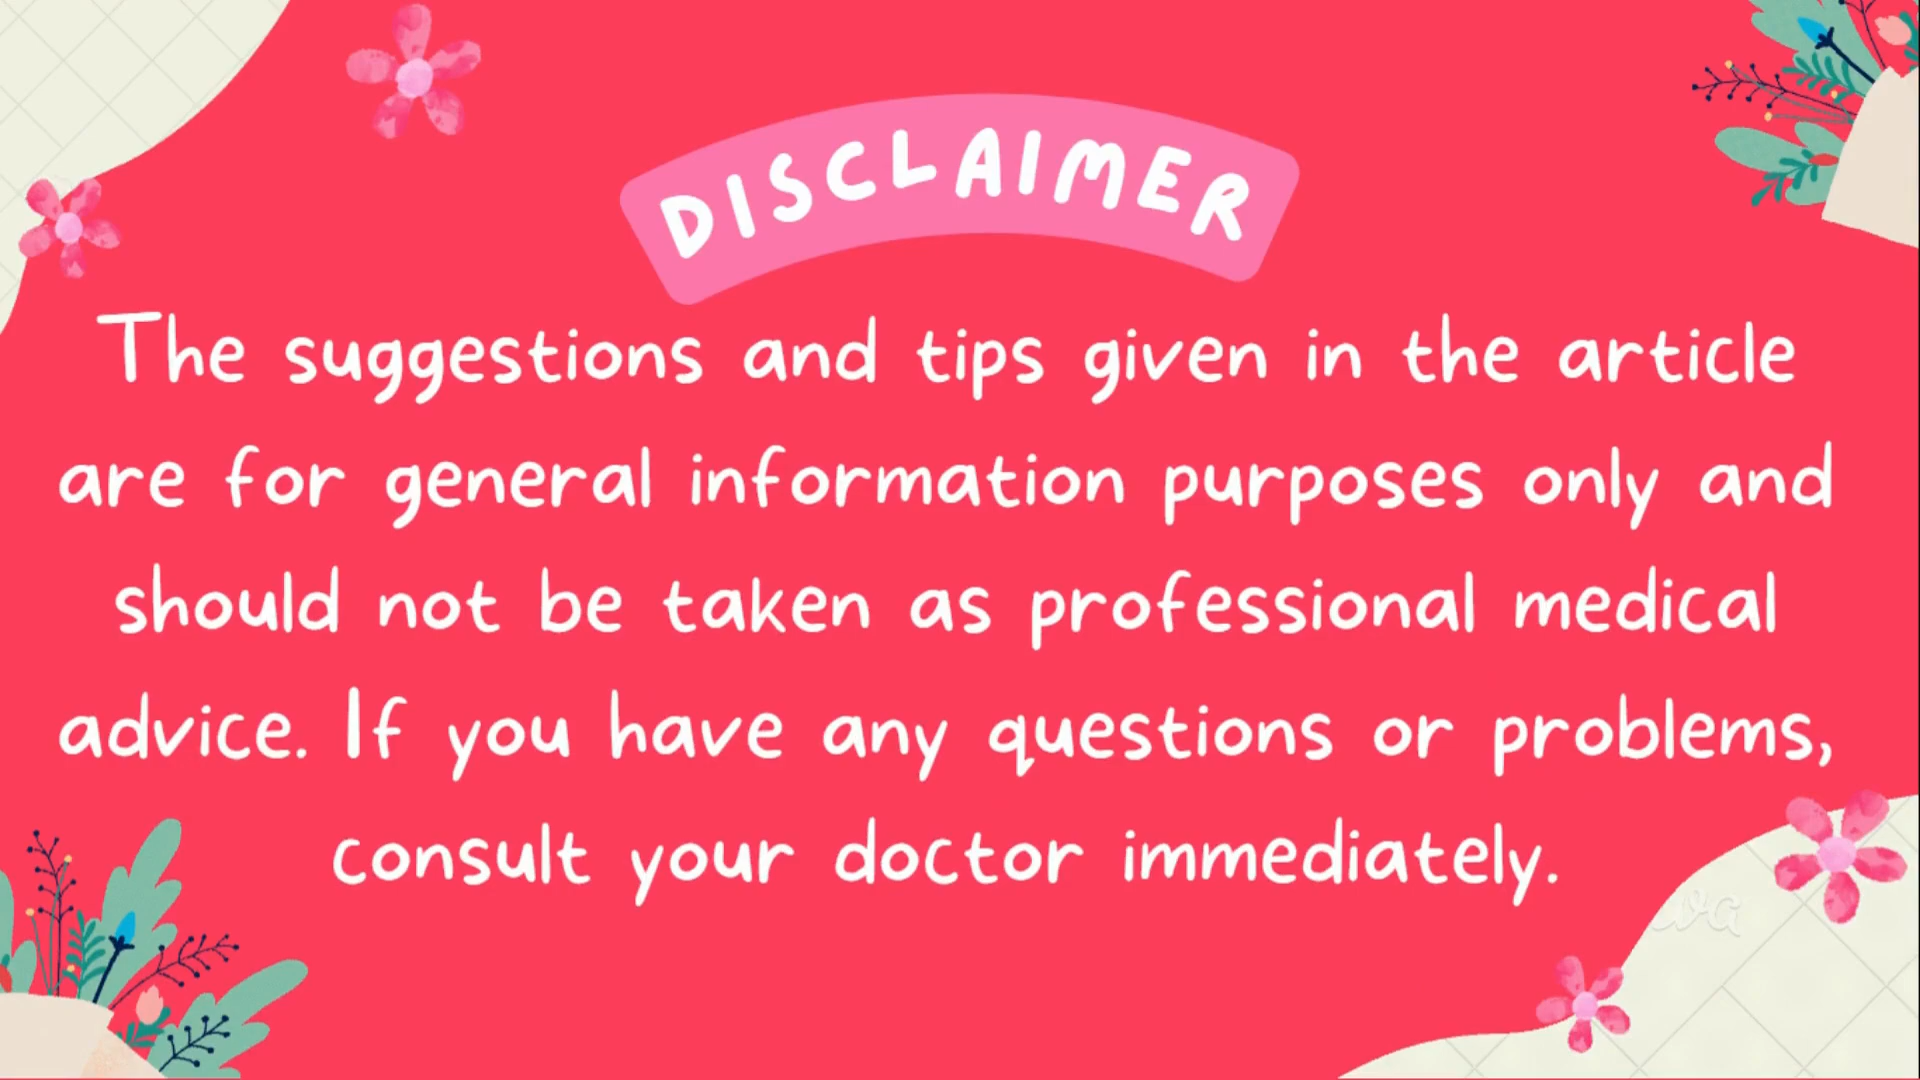 DISCLAIMER
The suggestions and tips given in the article
are for general information purposes only and
should not be taken as professional medical
advice. If you have any questions or problems,
consult your doctor immediately.